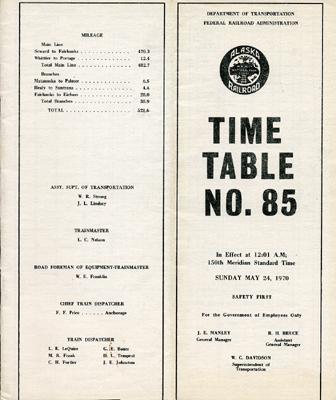 MILEAGE
Main Line
Seward to Fairbanks . . . . . . . . . . 470.3
Whittier to Portage . . . . . . . . . . 12.4
Total Main Line . . . . . . . . . . 482.7
Branches
Matanuska to Palmer . . . . . . . . . . 6.5
Healy to Suntrana . . . . . . . . . . 4.4
Fairbanks to Eielson . . . . . . . . . . 28.0
Total Branches . . . . . . . . . . 38.9
TOTAL . . . . . . . . . . 521.6
ASST. SUPT. OF TRANSPORTATION
W. R. Strong
J. L. Lindsey
TRAINMASTER
L. C. Nelson
ROAD FOREMAN OF EQUIPMENT-TRAINMASTER
W. E. Franklin
CHIEF TRAIN DISPATCHER
F. F. Price . . . . . . Anchorage
TRAIN DISPATCHER
L. R. LeQuire G. E.
M. R. Frank H. L. Tempest
C. H. Fortier J. E. Johnston
DEPARTMENT OF TRANSPORTATION
FEDERAL RAILROAD ADMINISTRATION
ALASKA
RAILROAD
TIME
TABLE
NO. 85
In Effect at 12:01 A.M;
150th Meridian Standard Time
SUNDAY MAY 24, 1970
SAFETY FIRST
For the Government of Employees Only
J. E. MANLEY R. H. BRUCE
General Manager Assistant
General Manager
W. C. DAVIDSON
Superintendent of
Transportation